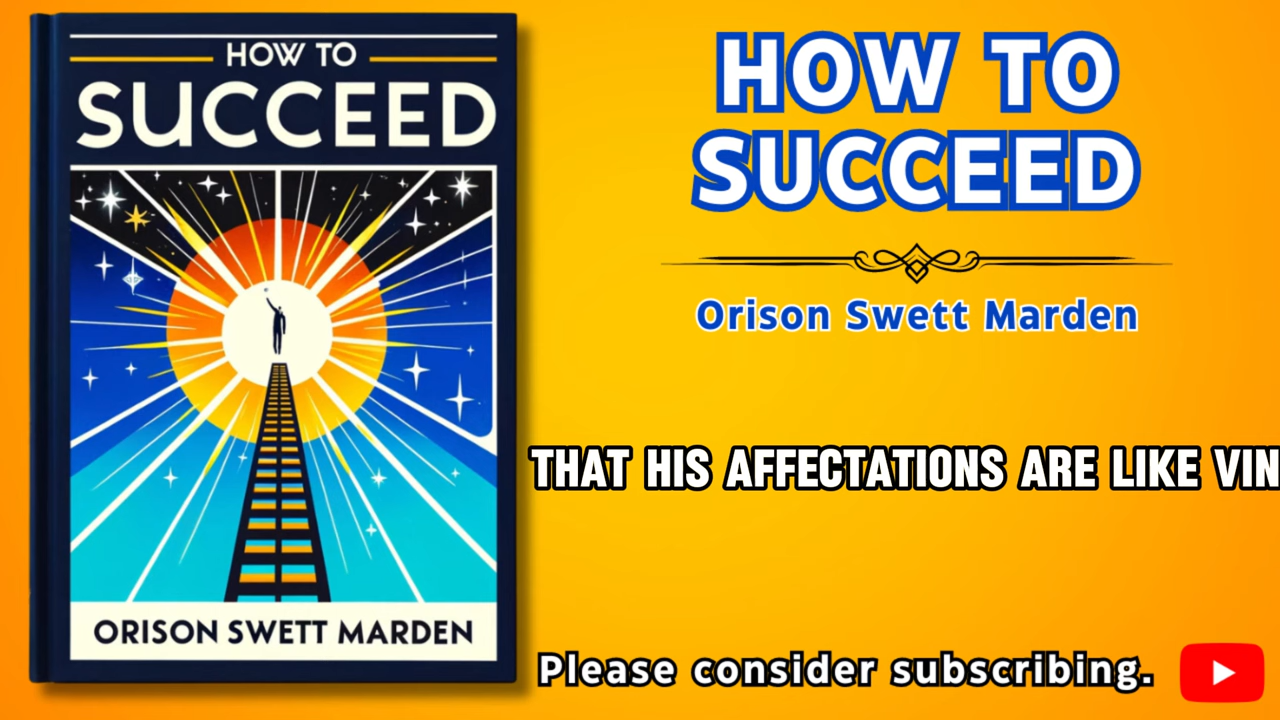 HOW TO
SUCCEED
ORISON SWETT MARDEN
HOW TO
SUCCEED
Orison Swett Marden
THAT HIS AFFECTATIONS ARE LIKE VIN
Please consider subscribing.